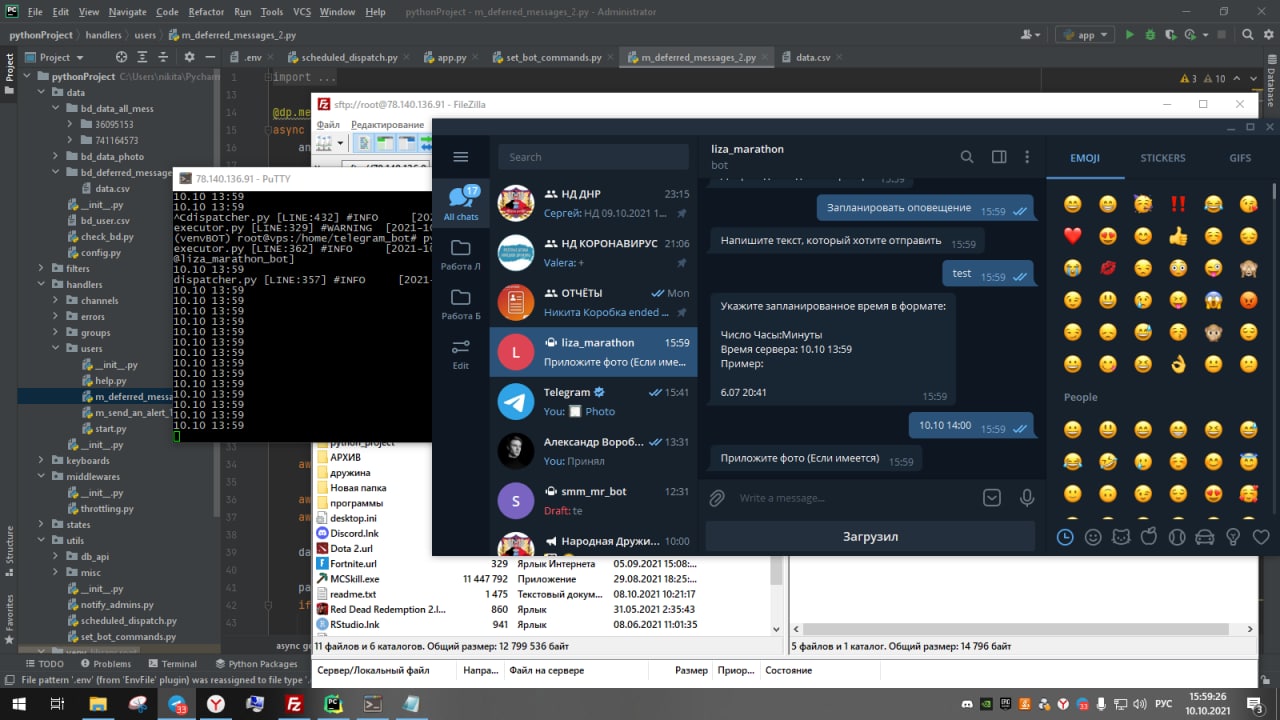 File Edit View Navigate Code Refactor Run Tools VCS Window Help pythonProject - m_deferred_messages_2.py - Administrator
pythonProject handlers users m_deferred_messages_2.py
app
Project
.env
scheduled_dispatch.py
app.py
set_bot_commands.py
m_deferred_messages_2.py
data.csv
Project
Structure
Favorites
Database
pythonProject C:\Users\nikita\Pycharm
data
bd_data_all_mess
36095153
741164573
bd_data_photo
bd_deferred_message
data.csv
__init__.py
bd_user.csv
check_bd.py
config.py
filters
handlers
channels
errors
groups
users
__init__.py
help.py
m_deferred_messa
m_send_an_alert_1
start.py
__init__.py
keyboards
middlewares
__init__.py
throttling.py
states
utils
db_api
misc
__init__.py
notify_admins.py
scheduled_dispatch.py
set_bot_commands.py
1 import ...
13
14 @dp.me
15 async
16 an
34 aw
36 aw
37 aw
39 da
41 pa
42 if
43
async go
3 10
sftp://root@78.140.136.91 - FileZilla
Файл Редактирование
78.140.136.91 - PuTTY
10.10 13:59
10.10 13:59
^Cdispatcher.py [LINE:432] #INFO [202
executor.py [LINE:329] #WARNING [2021-10
(venvBOT) root@vps:/home/telegram_bot# py
executor.py [LINE:362] #INFO [2021-10
@liza_marathon_bot]
10.10 13:59
dispatcher.py [LINE:357] #INFO [2021-
10.10 13:59
10.10 13:59
10.10 13:59
10.10 13:59
10.10 13:59
10.10 13:59
10.10 13:59
10.10 13:59
10.10 13:59
10.10 13:59
10.10 13:59
10.10 13:59
10.10 13:59
10.10 13:59
python_project
АРХИВ
дружина
Новая папка
программы
desktop.ini
Discord.lnk
Dota 2.url
Fortnite.url 329 Ярлык Интернета 05.09.2021 15:08:...
MCSkill.exe 11 447 792 Приложение 29.08.2021 18:25:...
readme.txt 1 475 Текстовый докум... 08.10.2021 10:21:17
Red Dead Redemption 2.l... 860 Ярлык 31.05.2021 2:35:43
RStudio.lnk 941 Ярлык 08.06.2021 11:01:35
11 файлов и 6 каталогов. Общий размер: 12 799 536 байт
5 файлов и 1 каталог. Общий размер: 14 796 байт
Сервер/Локальный файл Напра... Файл на сервере Размер Приор... Состояние
17
All chats
Работа Л
Работа Б
Edit
Search
НД ДНР 23:15
Сергей: НД 09.10.2021 1...
НД КОРОНАВИРУС 21:06
Valera: +
ОТЧЁТЫ Mon
Никита Коробка ended ...
L
liza_marathon 15:59
Приложите фото (Если име...
Telegram 15:41
You: Photo
Александр Вороб... 13:31
You: Принял
S
smm_mr_bot 12:31
Draft: te
Народная Дружи... 10:00
liza_marathon
bot
15:59
Запланировать оповещение 15:59
Напишите текст, который хотите отправить 15:59
test 15:59
Укажите запланированное время в формате:
Число Часы:Минуты
Время сервера: 10.10 13:59
Пример:
6.07 20:41 15:59
10.10 14:00 15:59
Приложите фото (Если имеется) 15:59
Write a message...
Загрузил
EMOJI STICKERS GIFS
People
TODO Problems Terminal Python Packages
File pattern '.env' (from 'EnvFile' plugin) was reassigned to file type '.
33
33
РУС
15:59:26
10.10.2021
3